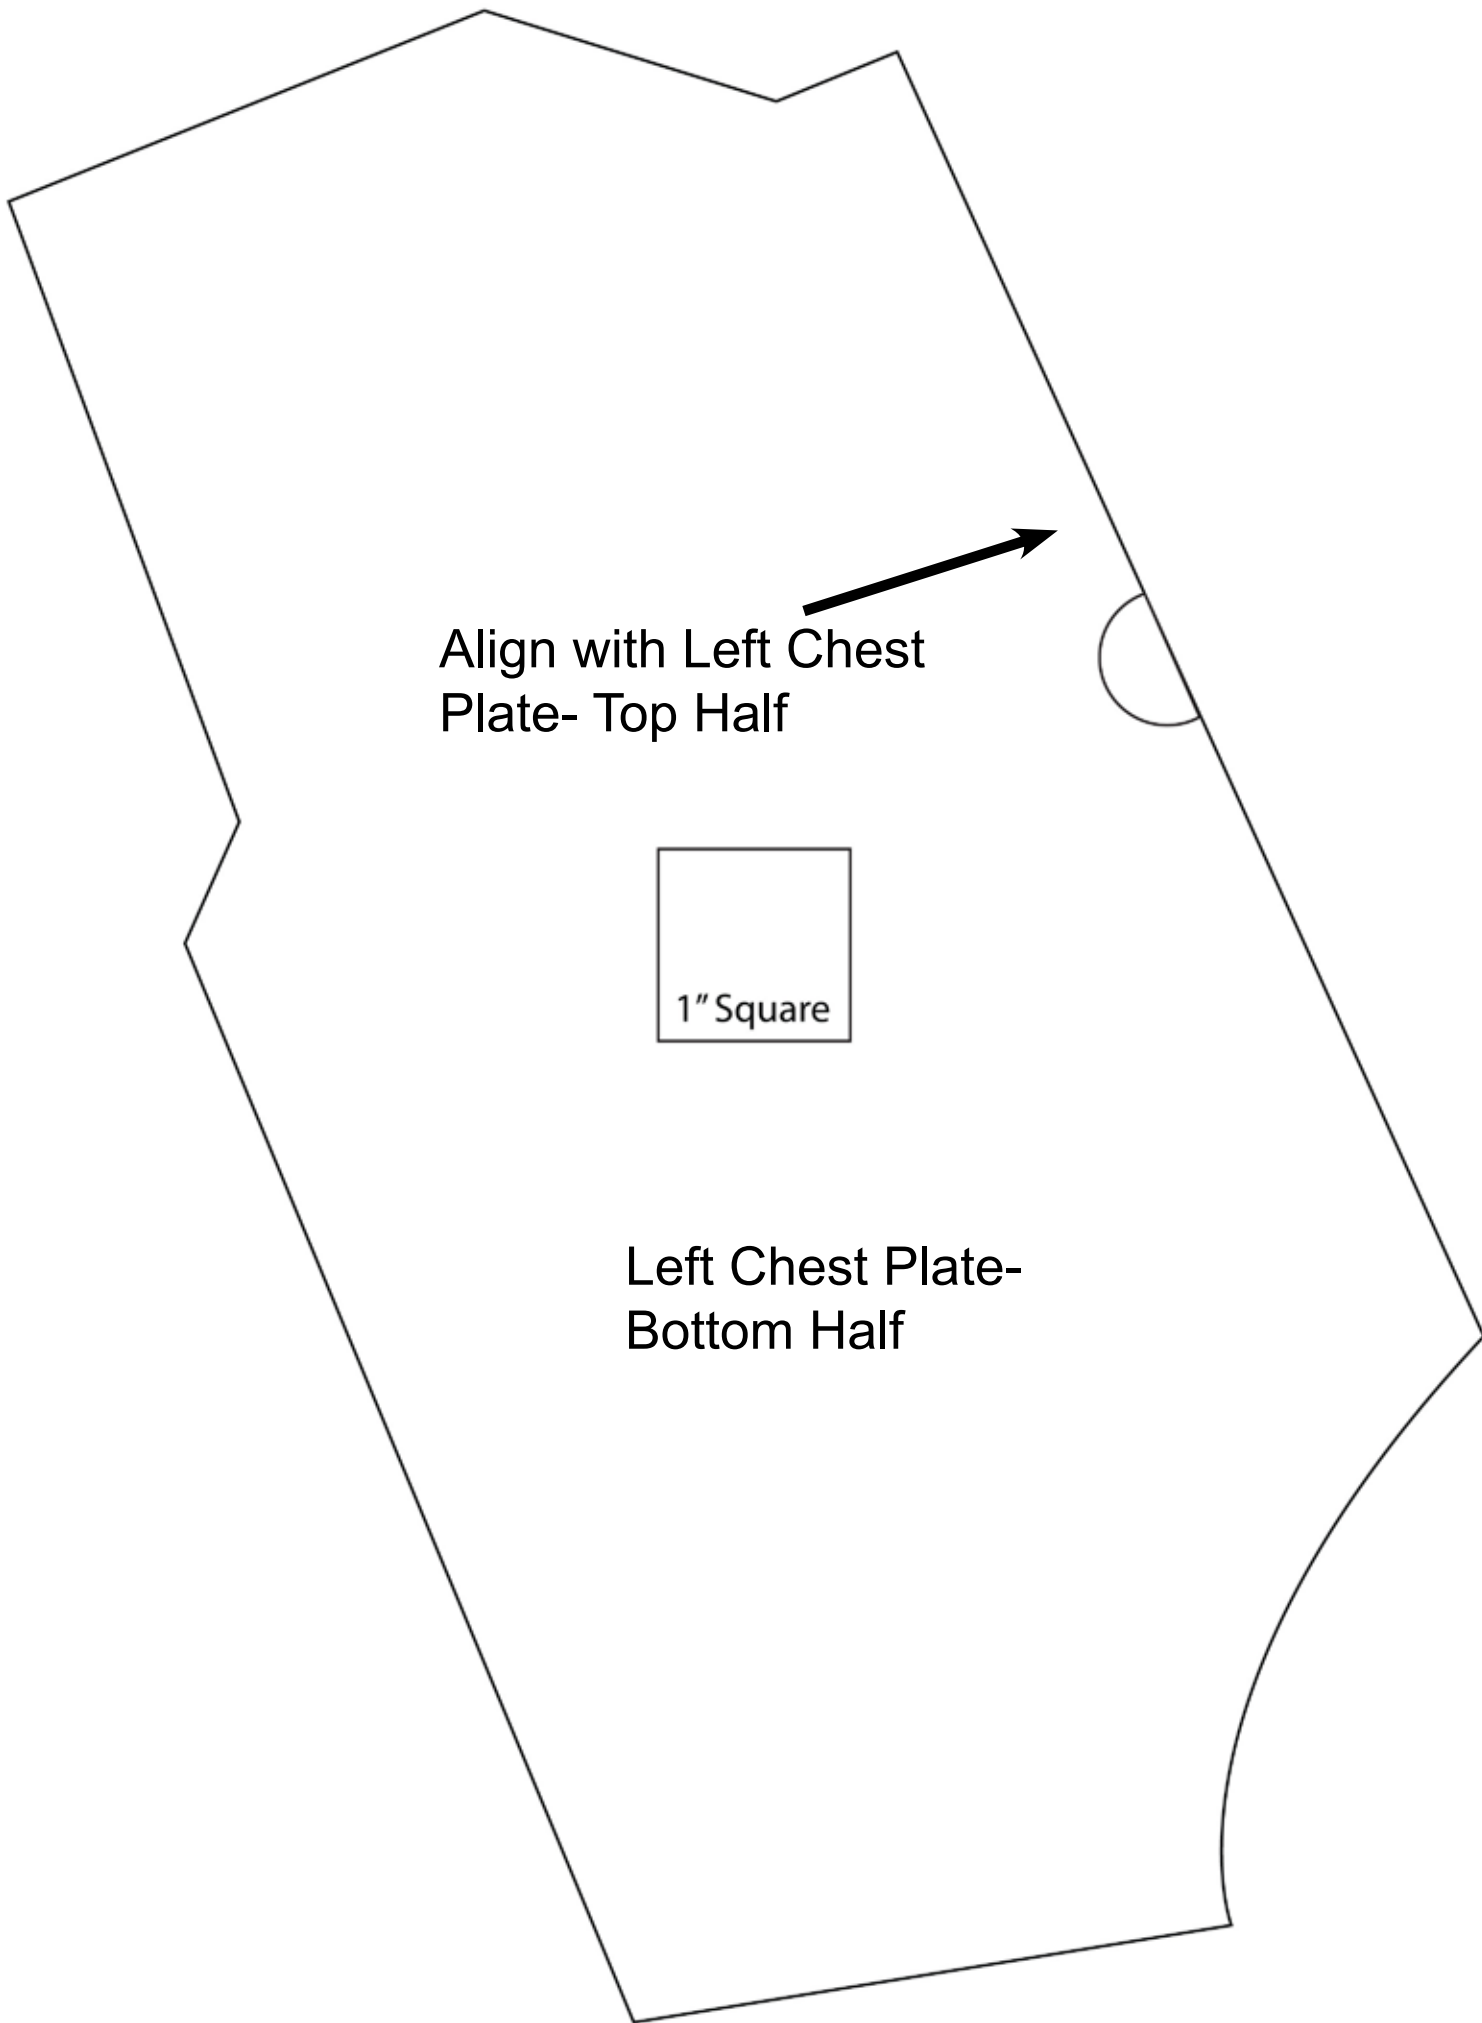 Align with Left Chest
Plate- Top Half
1" Square
Left Chest Plate-
Bottom Half